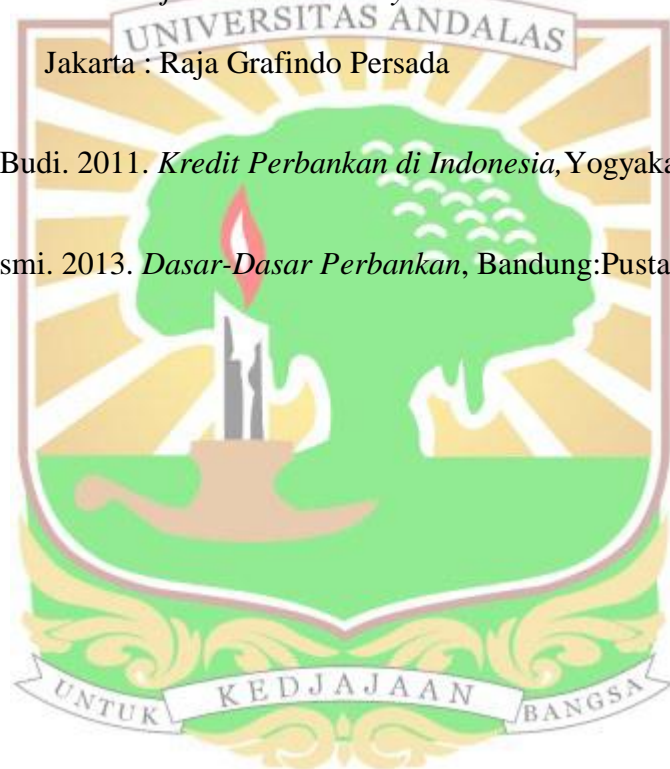 UNIVERSITAS ANDALAS
Jakarta : Raja Grafindo Persada
Budi. 2011. Kredit Perbankan di Indonesia,Yogyaka
smi. 2013. Dasar-Dasar Perbankan, Bandung:Pusta
UNTUK KEDJAJAAN BANGSA